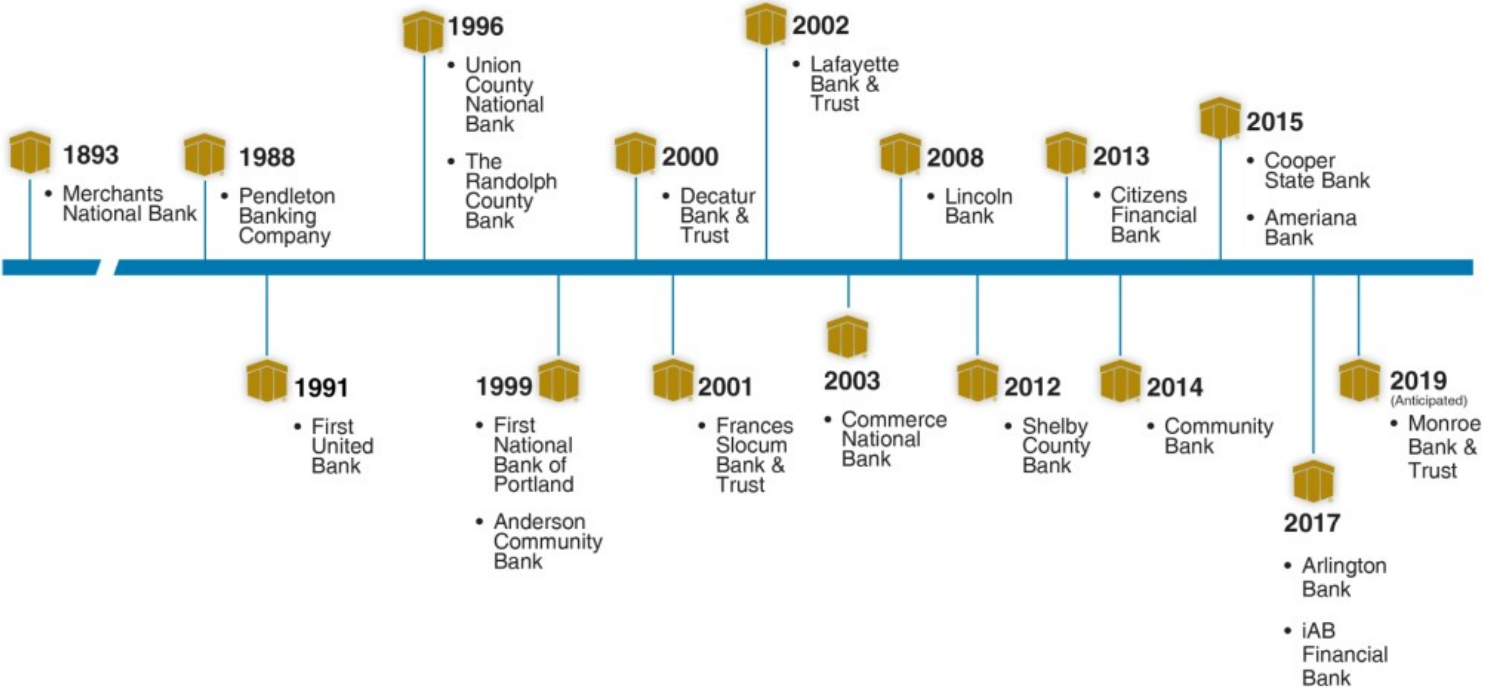 1893
• Merchants
National Bank
1988
• Pendleton
Banking
Company
1991
• First
United
Bank
1996
• Union
County
National
Bank
• The
Randolph
County
Bank
1999
• First
National
Bank of
Portland
• Anderson
Community
Bank
2000
• Decatur
Bank &
Trust
2001
• Frances
Slocum
Bank &
Trust
2002
• Lafayette
Bank &
Trust
2003
• Commerce
National
Bank
2008
• Lincoln
Bank
2012
• Shelby
County
Bank
2013
• Citizens
Financial
Bank
2014
• Community
Bank
2015
• Cooper
State Bank
• Ameriana
Bank
2017
• Arlington
Bank
• iAB
Financial
Bank
2019
(Anticipated)
• Monroe
Bank &
Trust